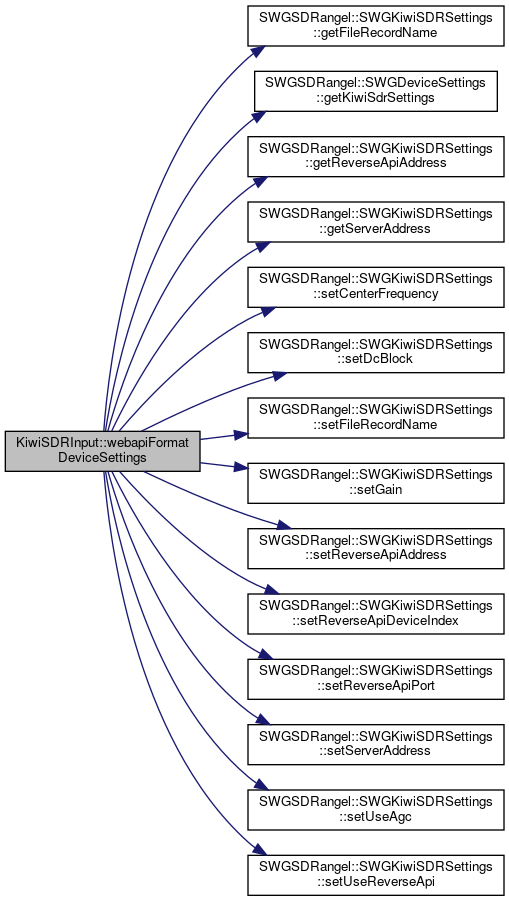 SWGSDRangel::SWGKiwiSDRSettings
::getFileRecordName
SWGSDRangel::SWGDeviceSettings
::getKiwiSdrSettings
SWGSDRangel::SWGKiwiSDRSettings
::getReverseApiAddress
SWGSDRangel::SWGKiwiSDRSettings
::getServerAddress
SWGSDRangel::SWGKiwiSDRSettings
::setCenterFrequency
SWGSDRangel::SWGKiwiSDRSettings
::setDcBlock
SWGSDRangel::SWGKiwiSDRSettings
::setFileRecordName
KiwiSDRInput::webapiFormat
DeviceSettings
SWGSDRangel::SWGKiwiSDRSettings
::setGain
SWGSDRangel::SWGKiwiSDRSettings
::setReverseApiAddress
SWGSDRangel::SWGKiwiSDRSettings
::setReverseApiDeviceIndex
SWGSDRangel::SWGKiwiSDRSettings
::setReverseApiPort
SWGSDRangel::SWGKiwiSDRSettings
::setServerAddress
SWGSDRangel::SWGKiwiSDRSettings
::setUseAgc
SWGSDRangel::SWGKiwiSDRSettings
::setUseReverseApi